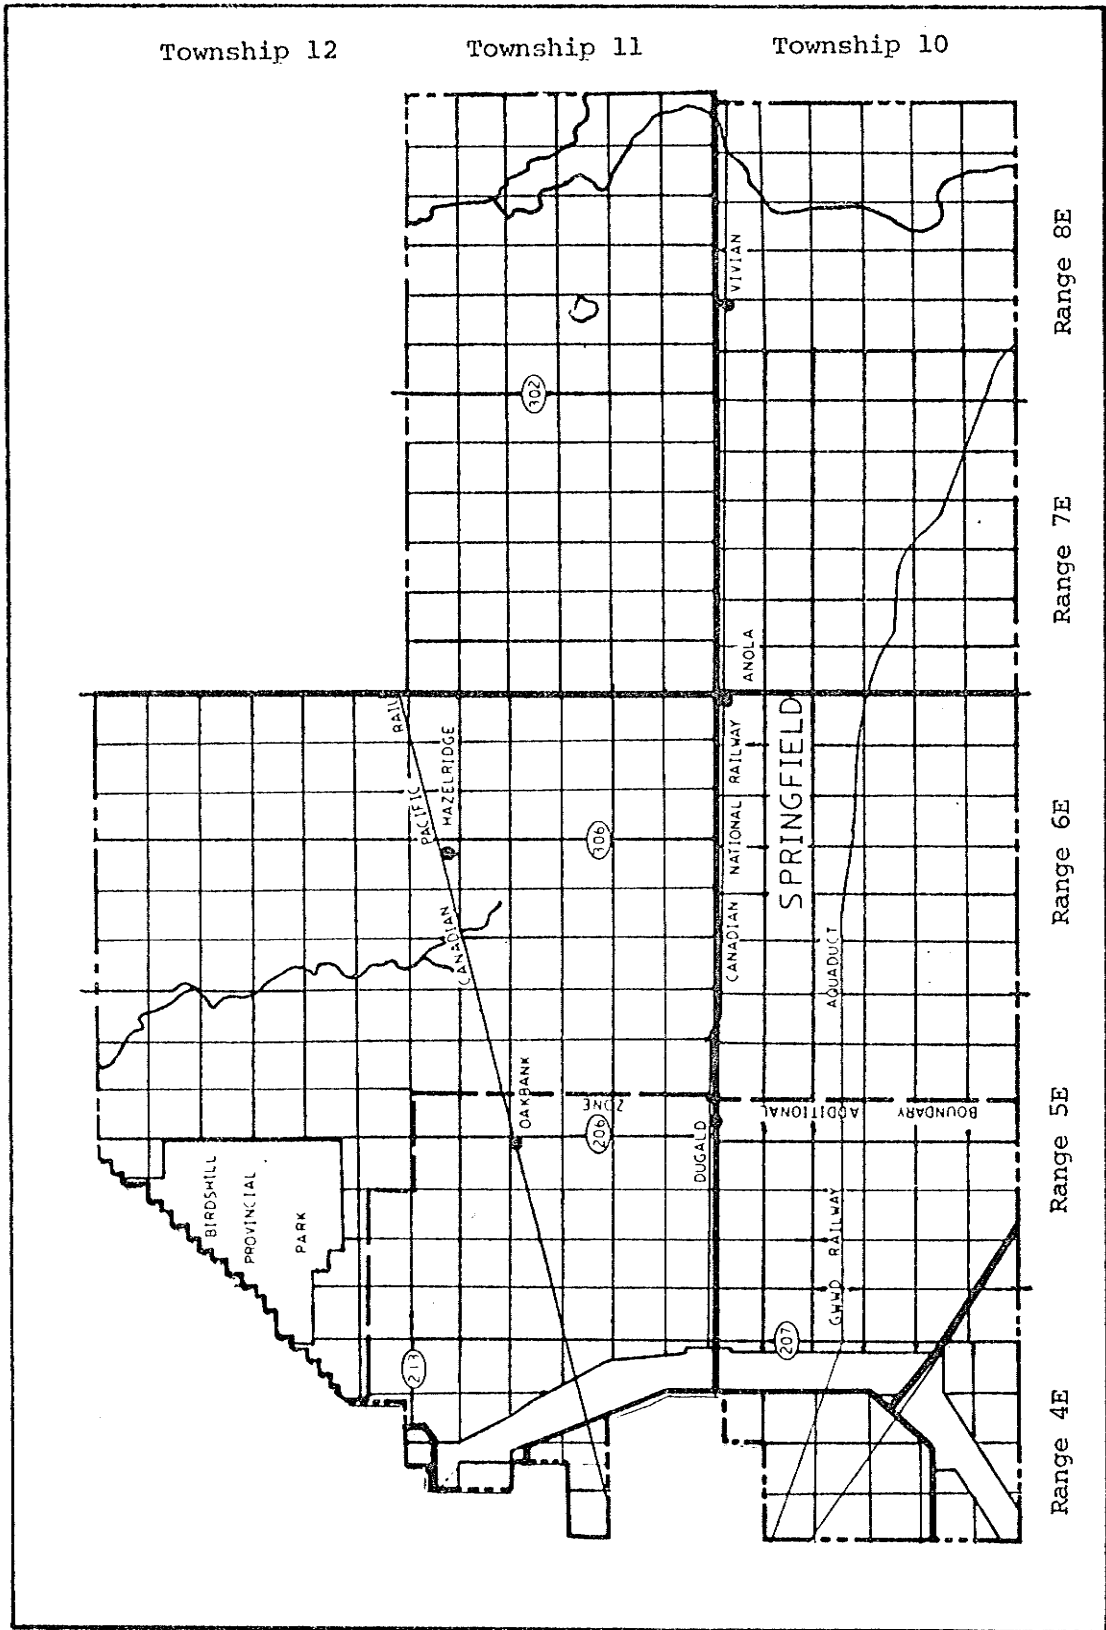 Township 12
Township 11
Township 10
Range 8E
Range 7E
Range 6E
Range 5E
Range 4E
VIVIAN
302
ANOLA
SPRINGFIELD
CANADIAN NATIONAL RAILWAY
CANADIAN PACIFIC RAIL
HAZELRIDGE
306
AQUADUCT
OAKBANK
ZONE
206
DUGALD
ADDITIONAL
BOUNDARY
BIRDSHILL
PROVINCIAL
PARK
GWWD RAILWAY
207
213